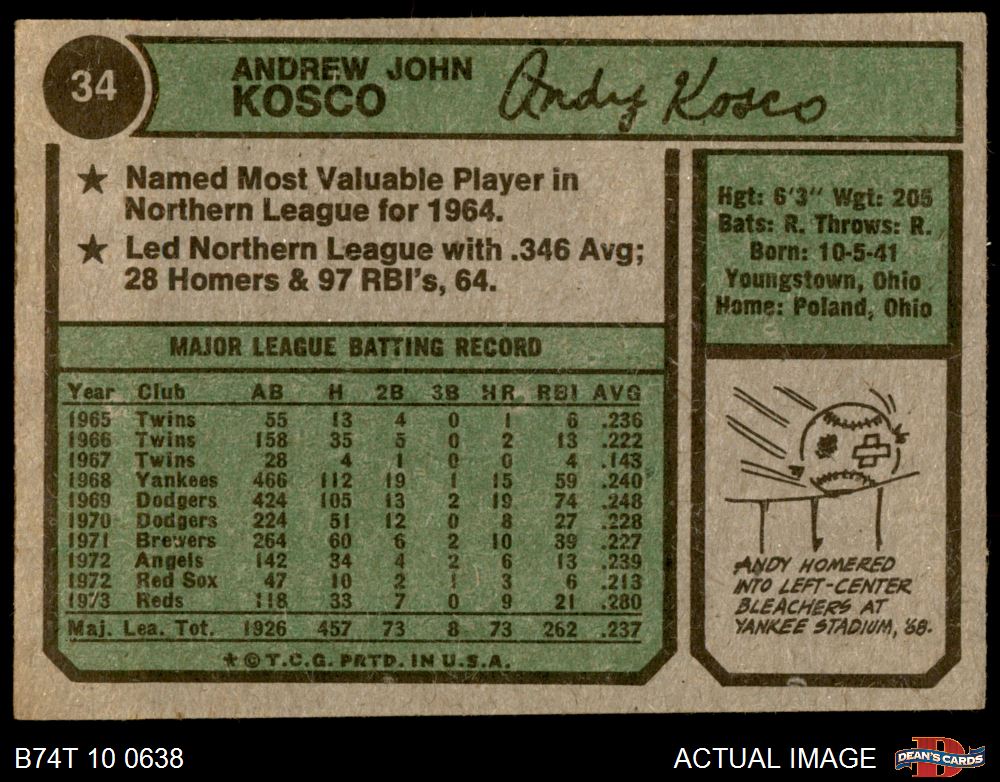 34
ANDREW JOHN
KOSCO
Andy Kosco
★ Named Most Valuable Player in
Northern League for 1964.
★ Led Northern League with .346 Avg;
28 Homers & 97 RBI's, 64.
Hgt: 6'3" Wgt: 205
Bats: R. Throws: R.
Born: 10-5-41
Youngstown, Ohio
Home: Poland, Ohio
MAJOR LEAGUE BATTING RECORD
Year Club AB H 2B 3B HR RBI AVG
1965 Twins 55 13 4 0 1 6 .236
1966 Twins 158 35 5 0 2 13 .222
1967 Twins 28 4 1 0 0 4 .143
1968 Yankees 466 112 19 1 15 59 .240
1969 Dodgers 424 105 13 2 19 74 .248
1970 Dodgers 224 51 12 0 8 27 .228
1971 Brewers 264 60 6 2 10 39 .227
1972 Angels 142 34 4 2 6 13 .239
1972 Red Sox 47 10 2 1 3 6 .213
1973 Reds 118 33 7 0 9 21 .280
Maj. Lea. Tot. 1926 457 73 8 73 262 .237
★ © T.C.G. PRTD. IN U.S.A.
ANDY HOMERED
INTO LEFT-CENTER
BLEACHERS AT
YANKEE STADIUM, '68.
B74T 10 0638
ACTUAL IMAGE
D
DEAN'S CARDS